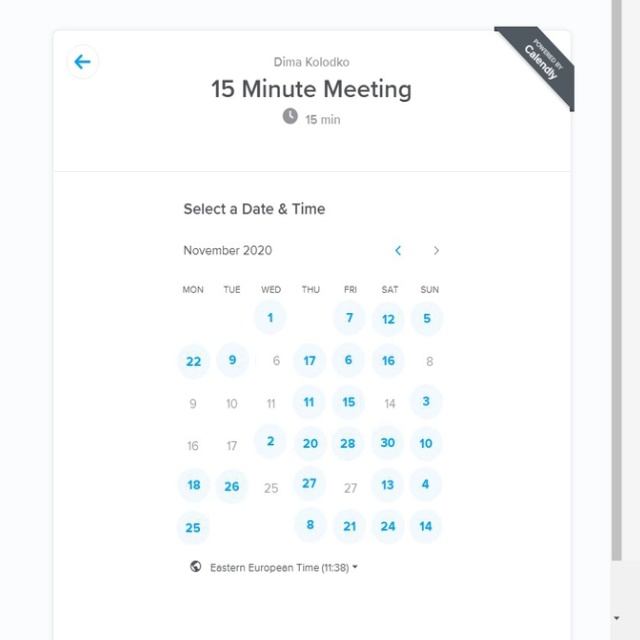 POWERED BY
Calendly
Dima Kolodko
15 Minute Meeting
15 min
Select a Date & Time
November 2020
MON TUE WED THU FRI SAT SUN
1 7 12 5
22 9 6 17 6 16 8
9 10 11 11 15 14 3
16 17 2 20 28 30 10
18 26 25 27 27 13 4
25 8 21 24 14
Eastern European Time (11:38)